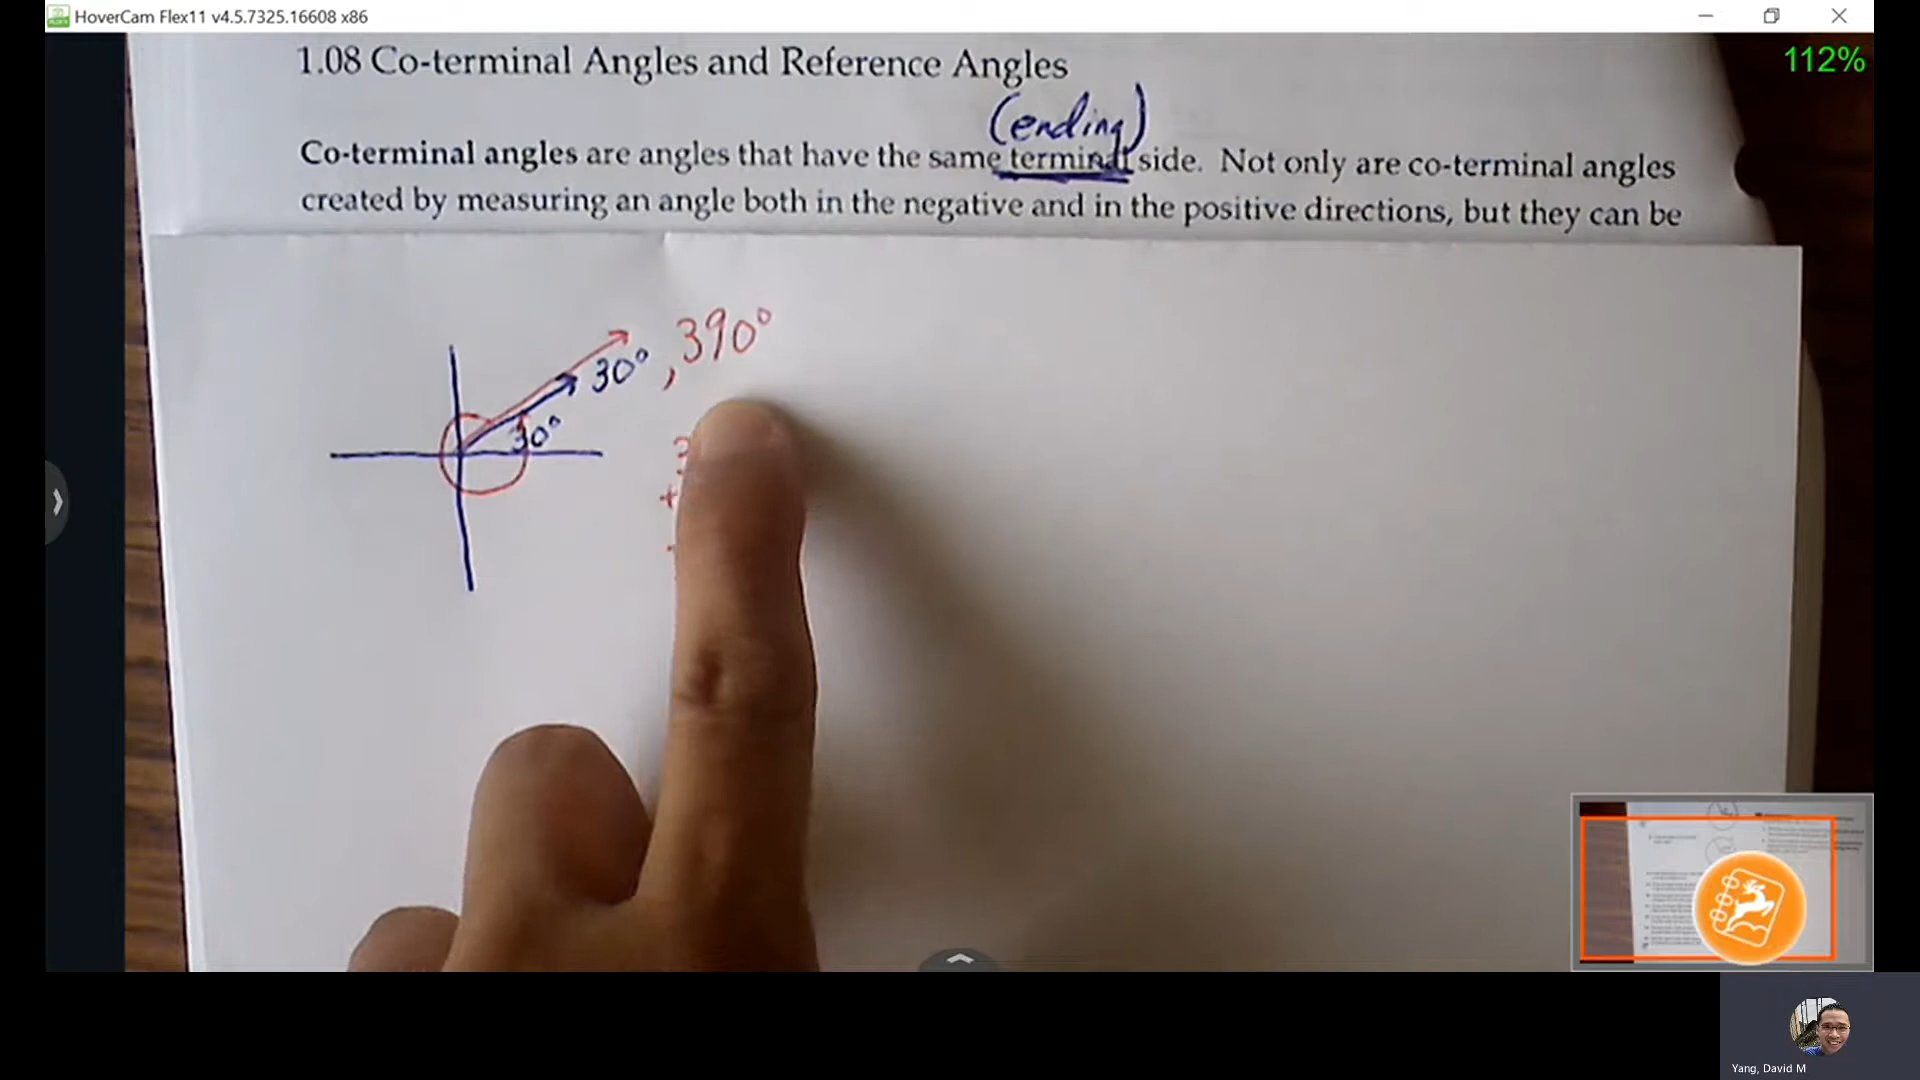 HoverCam Flex11 v4.5.7325.16608 x86
112%
1.08 Co-terminal Angles and Reference Angles
(ending)
Co-terminal angles are angles that have the same terminal side. Not only are co-terminal angles
created by measuring an angle both in the negative and in the positive directions, but they can be
30°, 390°
30°
+
Yang, David M